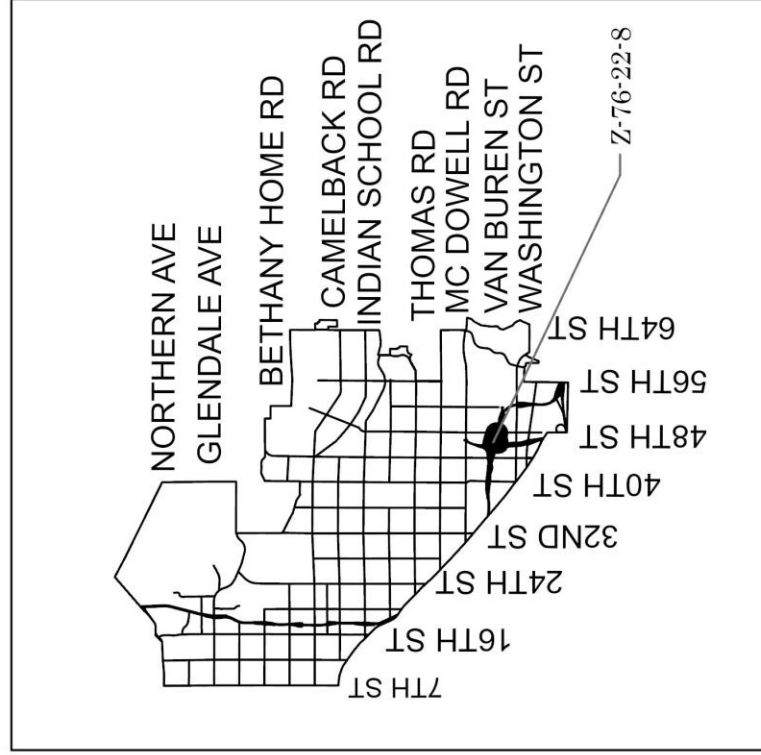 NORTHERN AVE
GLENDALE AVE
BETHANY HOME RD
CAMELBACK RD
INDIAN SCHOOL RD
THOMAS RD
MC DOWELL RD
VAN BUREN ST
WASHINGTON ST
Z-76-22-8
64TH ST
56TH ST
48TH ST
40TH ST
32ND ST
24TH ST
16TH ST
7TH ST